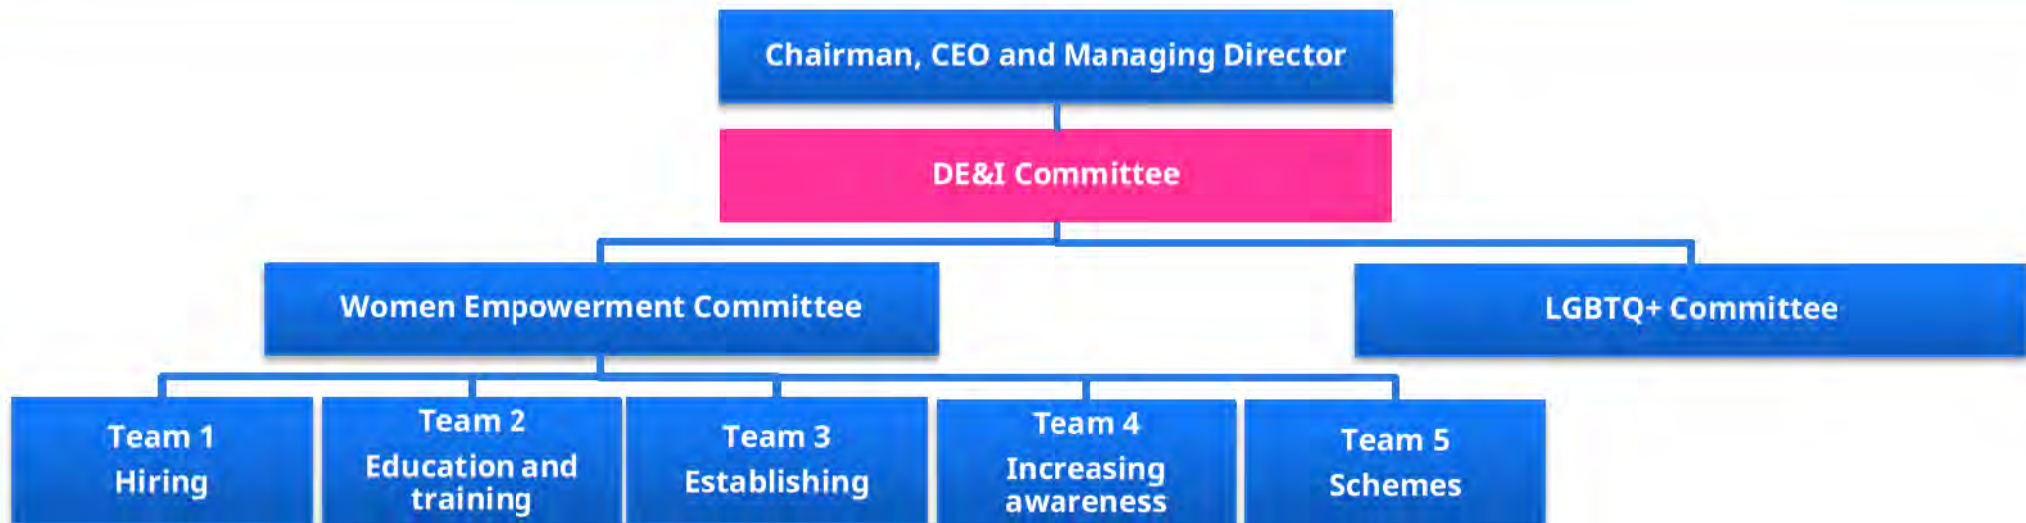 Chairman, CEO and Managing Director
DE&I Committee
Women Empowerment Committee
LGBTQ+ Committee
Team 1
Hiring
Team 2
Education and
training
Team 3
Establishing
Team 4
Increasing
awareness
Team 5
Schemes